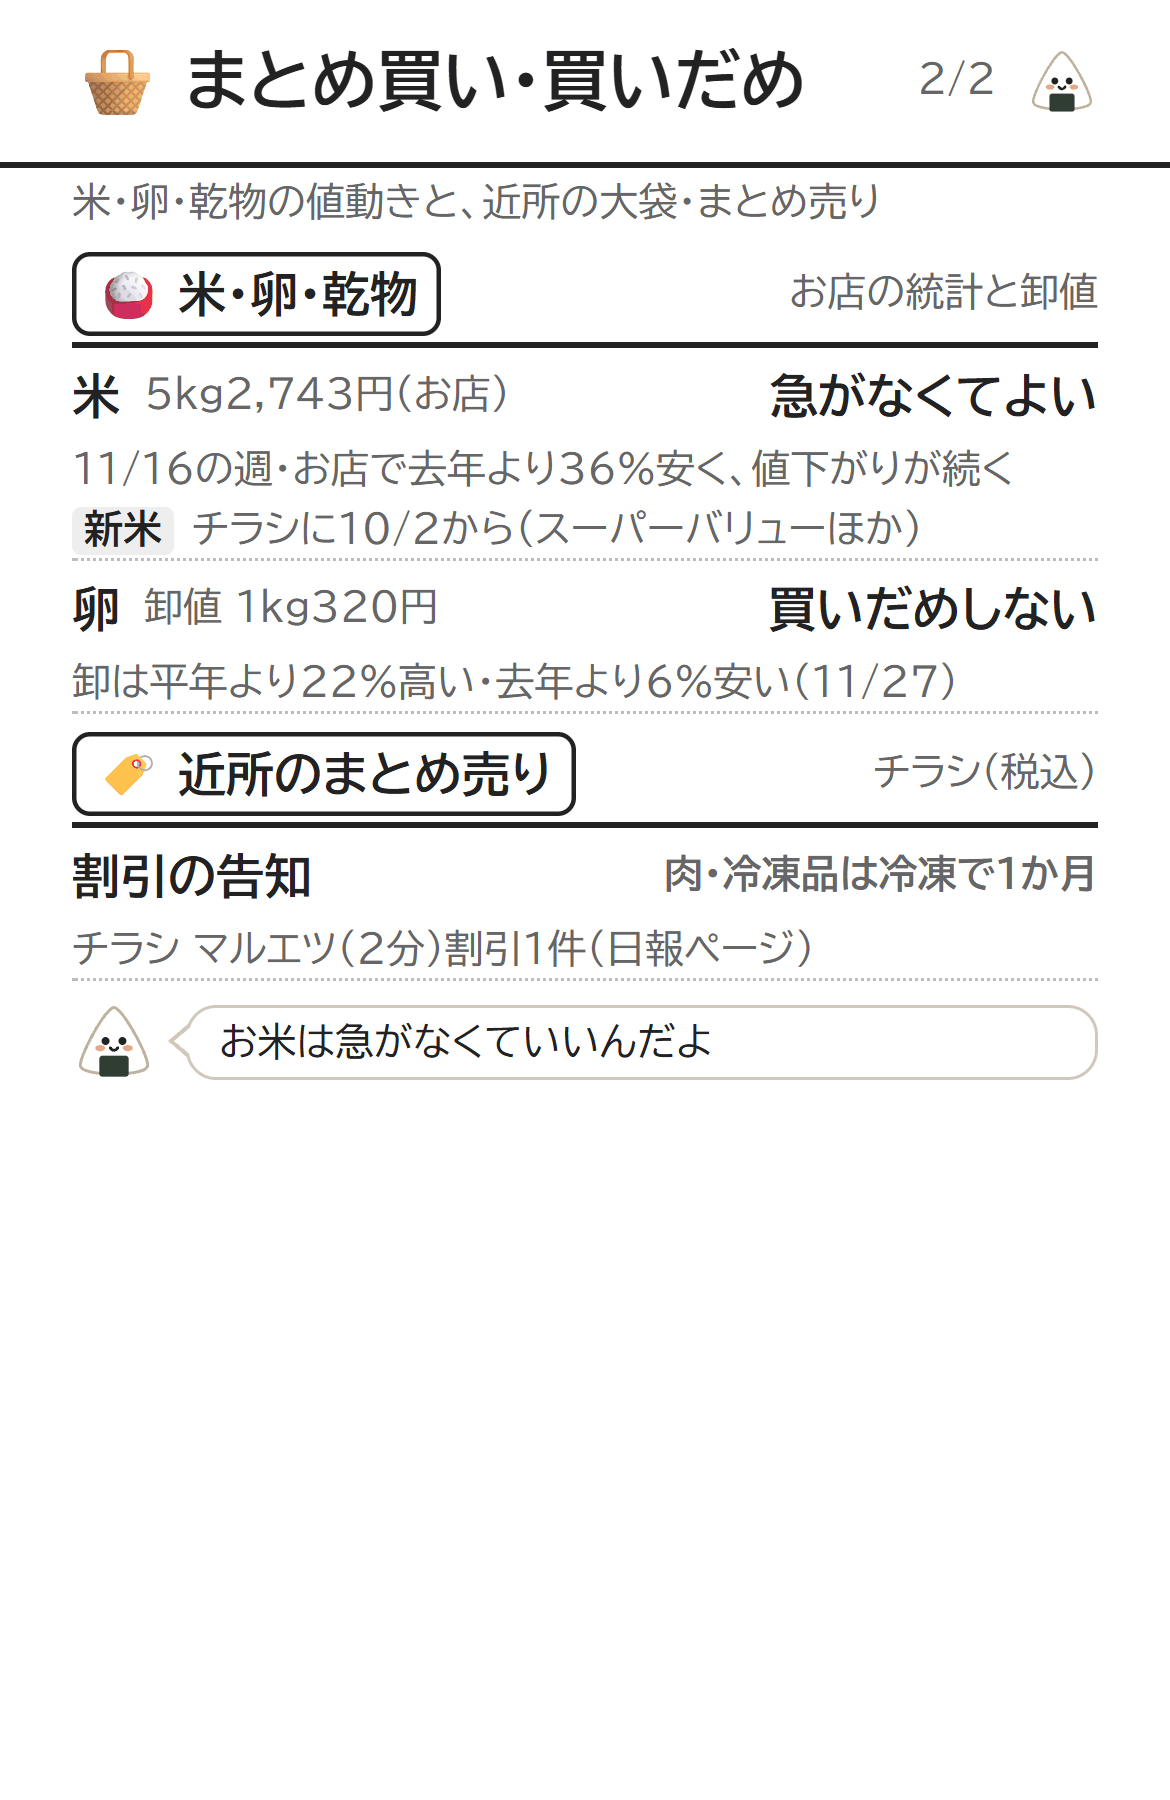 まとめ買い・買いだめ 2/2
米・卵・乾物の値動きと、近所の大袋・まとめ売り
米・卵・乾物 お店の統計と卸値
米 5kg2,743円(お店) 急がなくてよい
11/16の週・お店で去年より36%安く、値下がりが続く
新米 チラシに10/2から(スーパーバリューほか)
卵 卸値 1kg320円 買いだめしない
卸は平年より22%高い・去年より6%安い(11/27)
近所のまとめ売り チラシ(税込)
割引の告知 肉・冷凍品は冷凍で1か月
チラシ マルエツ(2分)割引1件(日報ページ)
お米は急がなくていいんだよ